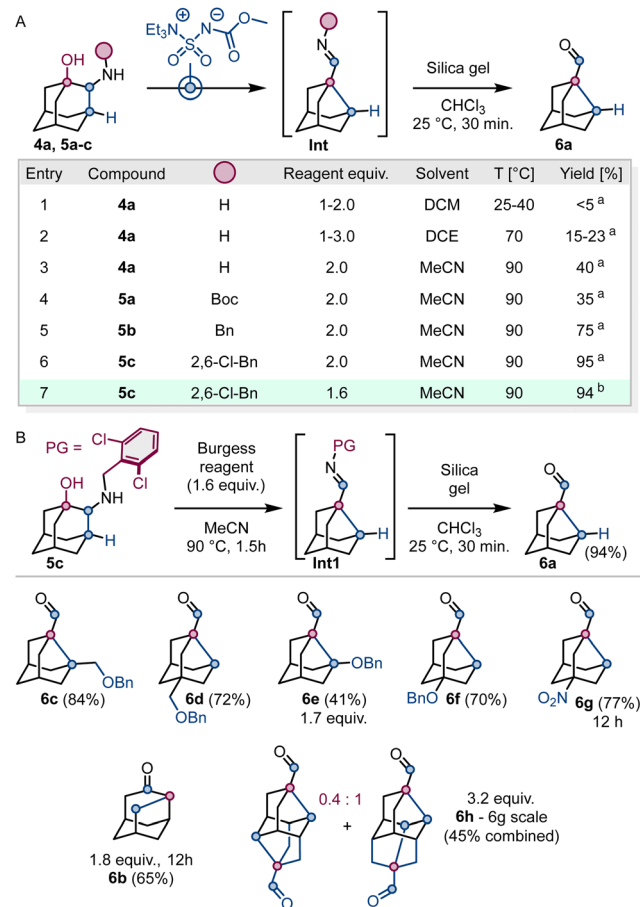 A
OH
NH
H
4a, 5a-c
Et3N⊕
N⊖
S
O O
O
O
N
H
Int
Silica gel
CHCl3
25 °C, 30 min.
O
H
6a
Entry Compound Reagent equiv. Solvent T [°C] Yield [%]
1 4a H 1-2.0 DCM 25-40 <5 a
2 4a H 1-3.0 DCE 70 15-23 a
3 4a H 2.0 MeCN 90 40 a
4 5a Boc 2.0 MeCN 90 35 a
5 5b Bn 2.0 MeCN 90 75 a
6 5c 2,6-Cl-Bn 2.0 MeCN 90 95 a
7 5c 2,6-Cl-Bn 1.6 MeCN 90 94 b
B
PG =
Cl
Cl
OH
NH
H
5c
Burgess
reagent
(1.6 equiv.)
MeCN
90 °C, 1.5h
PG
N
H
Int1
Silica
gel
CHCl3
25 °C, 30 min.
O
H
(94%)
6a
O
OBn
6c (84%)
O
OBn
6d (72%)
O
OBn
6e (41%)
1.7 equiv.
O
BnO
6f (70%)
O
O2N
6g (77%)
12 h
O
1.8 equiv., 12h
6b (65%)
O
O
0.4 : 1
+
O
O
3.2 equiv.
6h - 6g scale
(45% combined)